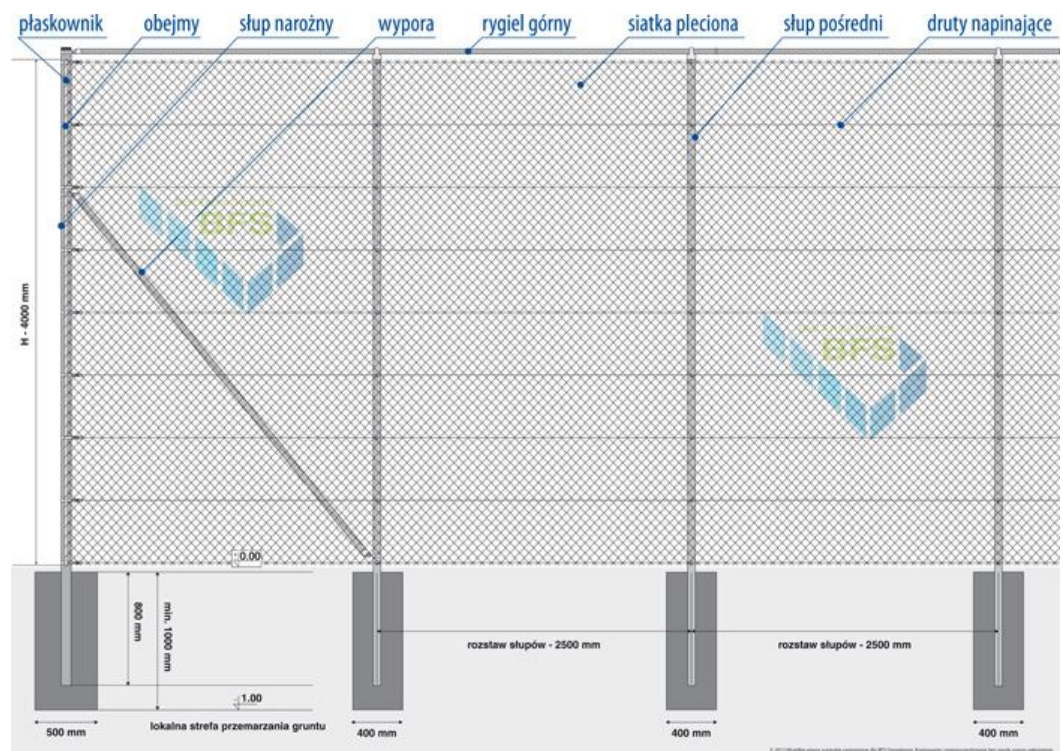 płaskownik
obejmy
słup narożny
wypora
rygiel górny
siatka pleciona
słup pośredni
druty napinające
BFS
BFS
H - 4000 mm
0.00
800 mm
min. 1000 mm
rozstaw słupów - 2500 mm
rozstaw słupów - 2500 mm
-1.00
lokalna strefa przemarzania gruntu
500 mm
400 mm
400 mm
400 mm